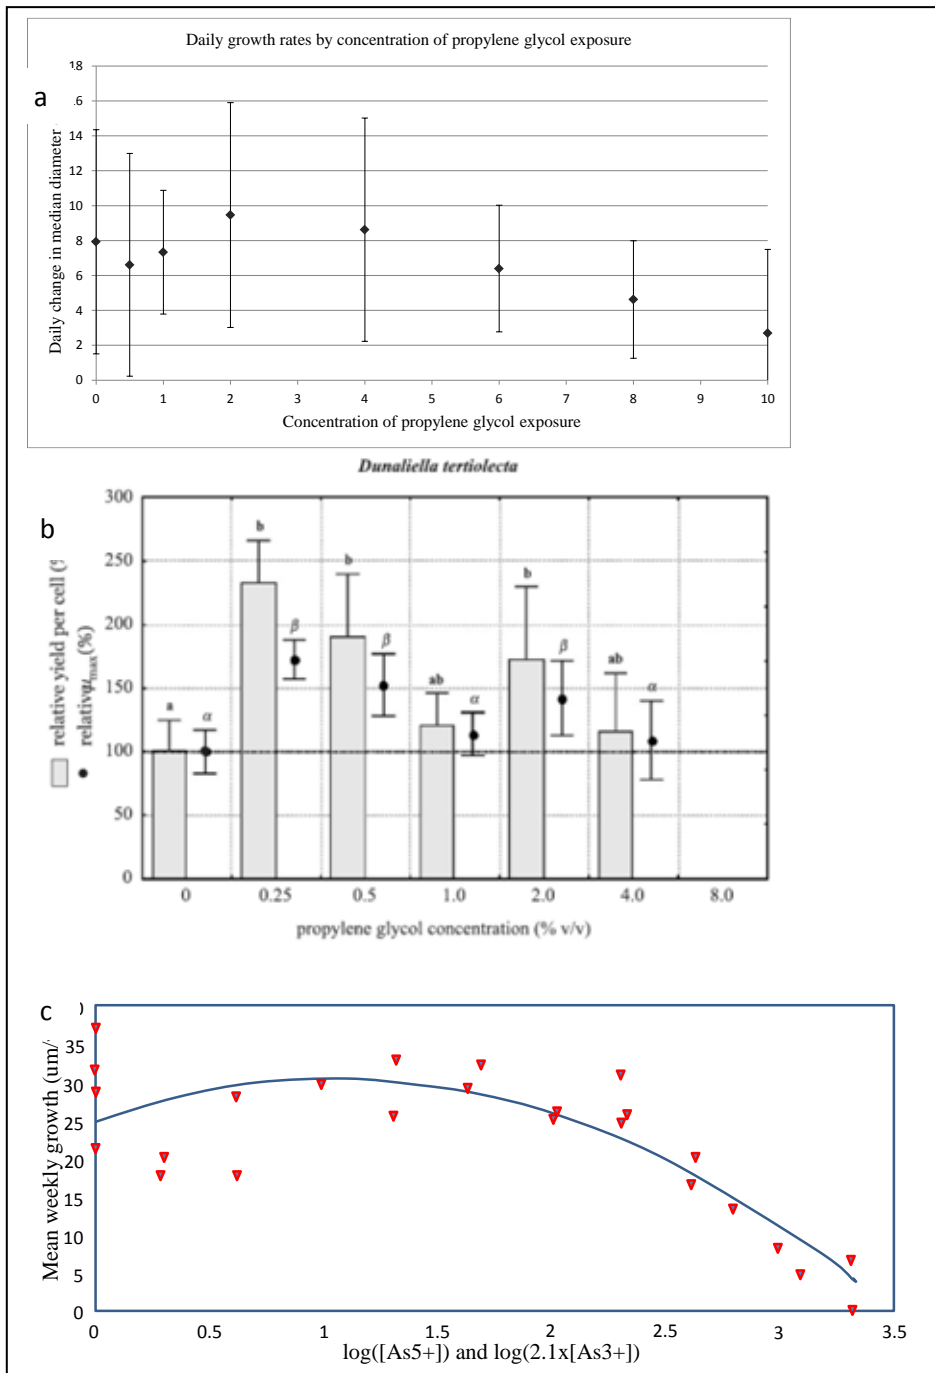 Daily growth rates by concentration of propylene glycol exposure
a
Daily change in median diameter
.8
.6
14
12
10
8
6
4
2
0
0 1 2 3 4 5 6 7 8 9 10
Concentration of propylene glycol exposure
Dunaliella tertiolecta
b
relative yield per cell (
relativeµmax(%)
300
250
200
150
100
50
0
a α b β b β ab α b β ab α
0 0.25 0.5 1.0 2.0 4.0 8.0
propylene glycol concentration (% v/v)
c
Mean weekly growth (um/
35
30
25
20
15
10
5
0
0 0.5 1 1.5 2 2.5 3 3.5
log([As5+]) and log(2.1x[As3+])